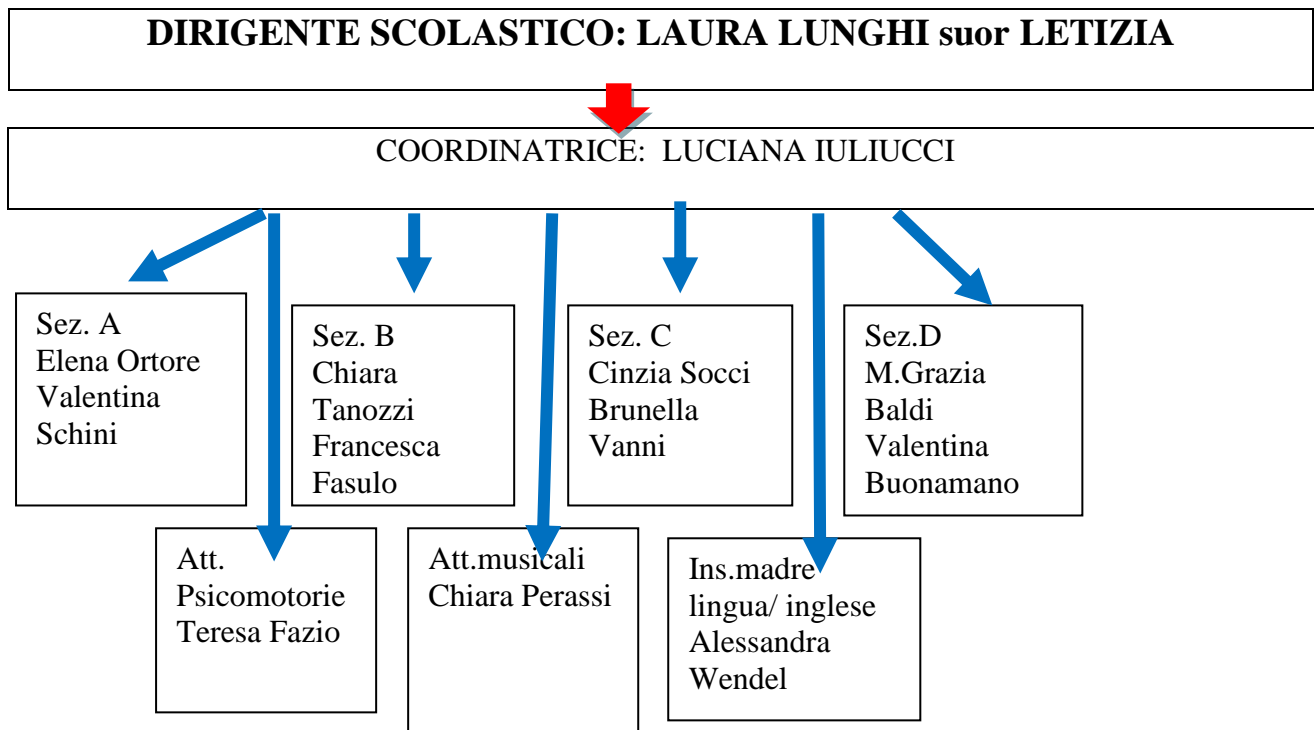 DIRIGENTE SCOLASTICO: LAURA LUNGHI suor LETIZIA
COORDINATRICE: LUCIANA IULIUCCI
Sez. A
Elena Ortore
Valentina
Schini
Sez. B
Chiara
Tanozzi
Francesca
Fasulo
Sez. C
Cinzia Socci
Brunella
Vanni
Sez.D
M.Grazia
Baldi
Valentina
Buonamano
Att.
Psicomotorie
Teresa Fazio
Att.musicali
Chiara Perassi
Ins.madre
lingua/ inglese
Alessandra
Wendel